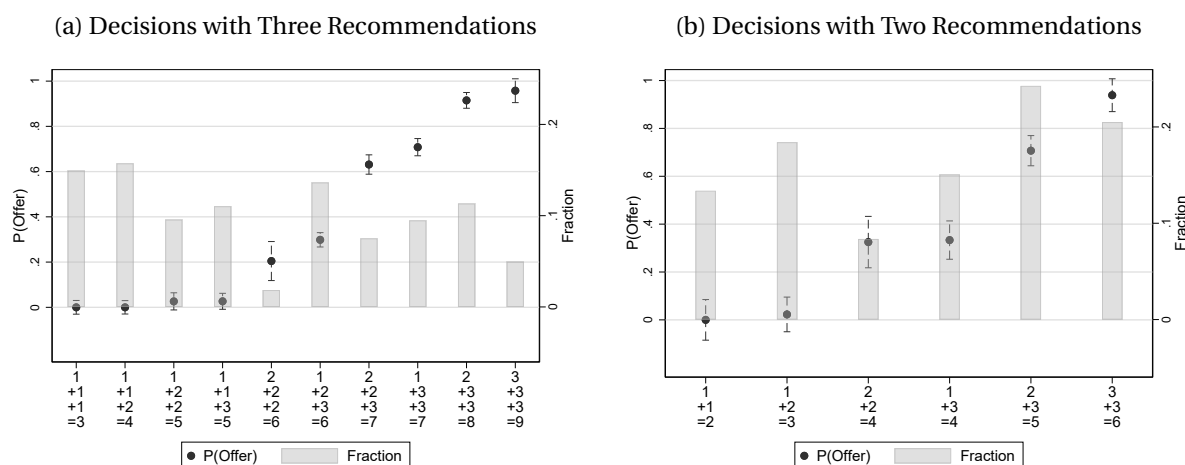 (a) Decisions with Three Recommendations
1
.8
.6
.4
.2
0
P(Offer)
.2
.1
0
Fraction
1 1 1 1 2 1 2 1 2 3
+1 +1 +2 +1 +2 +2 +2 +3 +3 +3
+1 +2 +2 +3 +2 +3 +3 +3 +3 +3
=3 =4 =5 =5 =6 =6 =7 =7 =8 =9
P(Offer) Fraction
(b) Decisions with Two Recommendations
1
.8
.6
.4
.2
0
P(Offer)
.2
.1
0
Fraction
1 1 2 1 2 3
+1 +2 +2 +3 +3 +3
=2 =3 =4 =4 =5 =6
P(Offer) Fraction